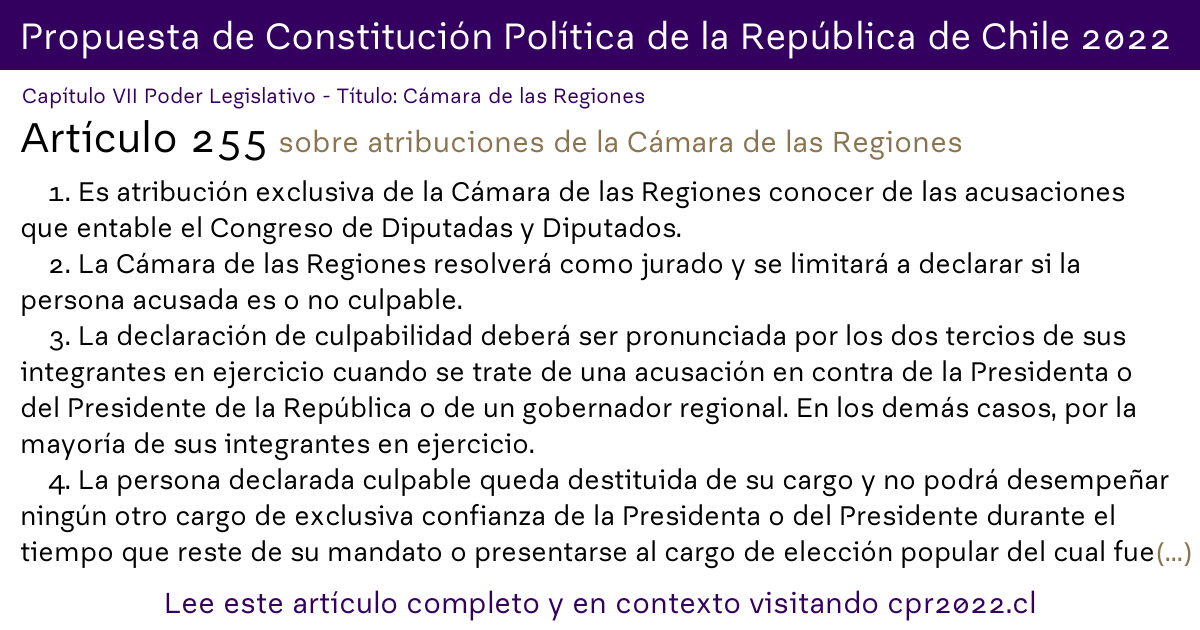 Propuesta de Constitución Política de la República de Chile 2022
Capítulo VII Poder Legislativo - Título: Cámara de las Regiones
Artículo 255 sobre atribuciones de la Cámara de las Regiones
1. Es atribución exclusiva de la Cámara de las Regiones conocer de las acusaciones
que entable el Congreso de Diputadas y Diputados.
2. La Cámara de las Regiones resolverá como jurado y se limitará a declarar si la
persona acusada es o no culpable.
3. La declaración de culpabilidad deberá ser pronunciada por los dos tercios de sus
integrantes en ejercicio cuando se trate de una acusación en contra de la Presidenta o
del Presidente de la República o de un gobernador regional. En los demás casos, por la
mayoría de sus integrantes en ejercicio.
4. La persona declarada culpable queda destituida de su cargo y no podrá desempeñar
ningún otro cargo de exclusiva confianza de la Presidenta o del Presidente durante el
tiempo que reste de su mandato o presentarse al cargo de elección popular del cual fue(...)
Lee este artículo completo y en contexto visitando cpr2022.cl